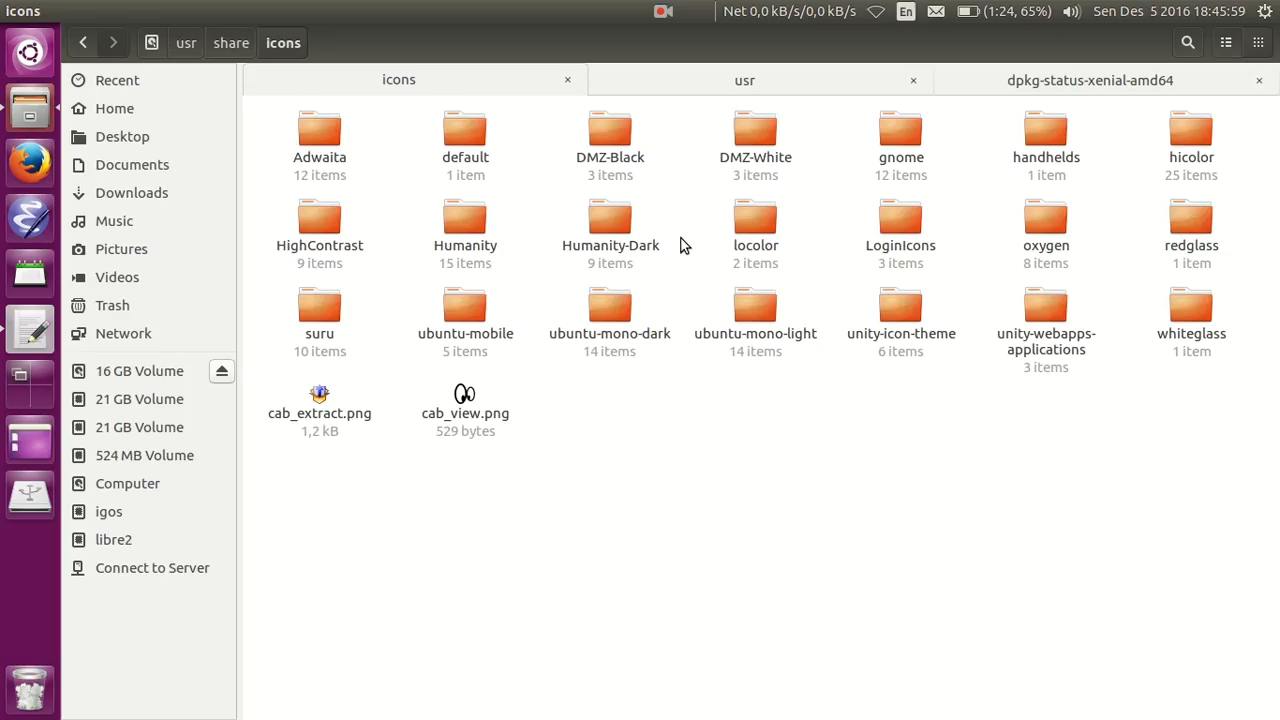 icons
Net 0,0 kB/s/0,0 kB/s
En
(1:24, 65%)
Sen Des 5 2016 18:45:59
usr
share
icons
Recent
Home
Desktop
Documents
Downloads
Music
Pictures
Videos
Trash
Network
16 GB Volume
21 GB Volume
21 GB Volume
524 MB Volume
Computer
igos
libre2
Connect to Server
icons
usr
dpkg-status-xenial-amd64
Adwaita
12 items
default
1 item
DMZ-Black
3 items
DMZ-White
3 items
gnome
12 items
handhelds
1 item
hicolor
25 items
HighContrast
9 items
Humanity
15 items
Humanity-Dark
9 items
locolor
2 items
LoginIcons
3 items
oxygen
8 items
redglass
1 item
suru
10 items
ubuntu-mobile
5 items
ubuntu-mono-dark
14 items
ubuntu-mono-light
14 items
unity-icon-theme
6 items
unity-webapps-
applications
3 items
whiteglass
1 item
cab_extract.png
1,2 kB
cab_view.png
529 bytes